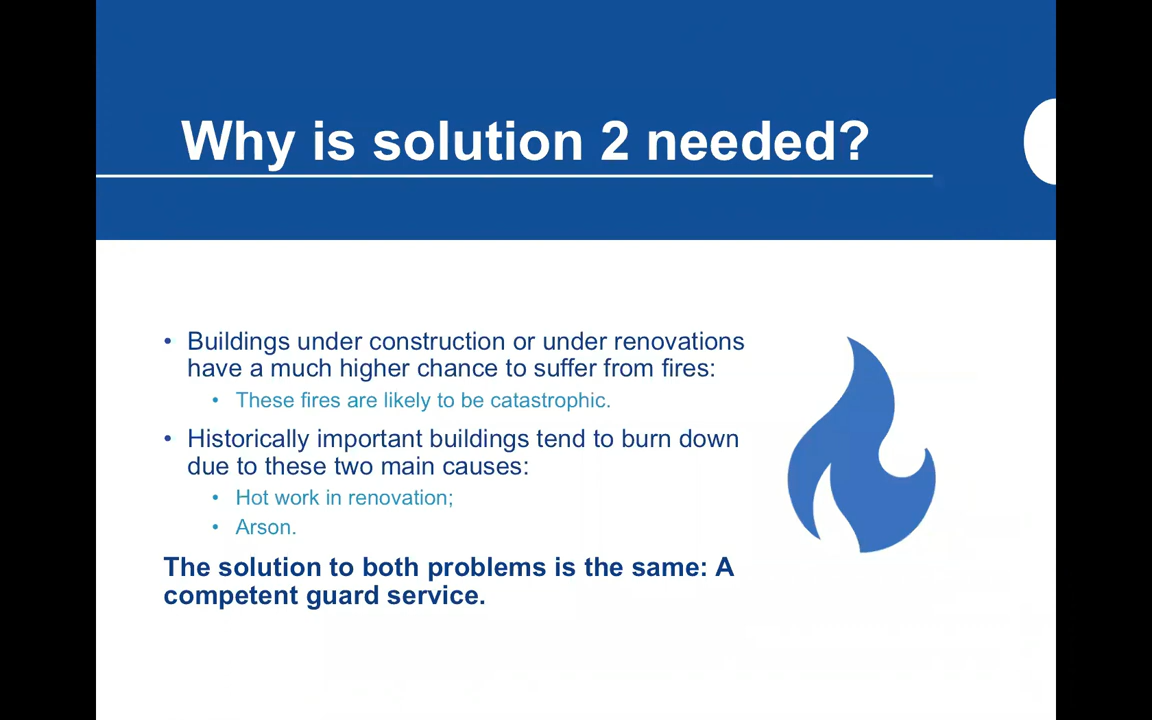 Why is solution 2 needed?
• Buildings under construction or under renovations
have a much higher chance to suffer from fires:
• These fires are likely to be catastrophic.
• Historically important buildings tend to burn down
due to these two main causes:
• Hot work in renovation;
• Arson.
The solution to both problems is the same: A
competent guard service.